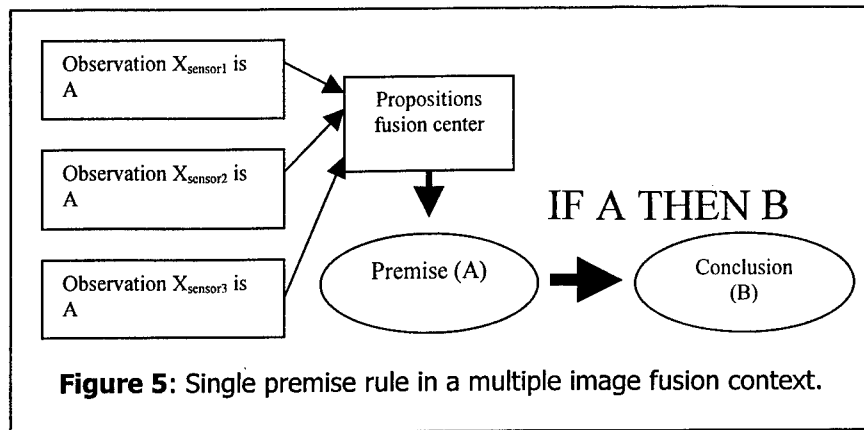 Observation Xsensor1 is
A
Propositions
fusion center
Observation Xsensor2 is
A
IF A THEN B
Observation Xsensor3 is
A
Premise (A)
Conclusion
(B)
Figure 5: Single premise rule in a multiple image fusion context.